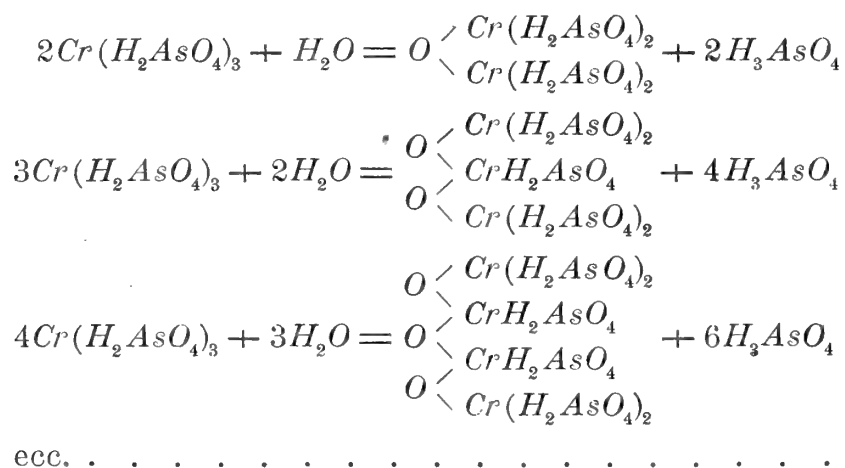 Cr(H₂AsO₄)₂
2Cr(H₂AsO₄)₃ + H₂O = O + 2H₃AsO₄
Cr(H₂AsO₄)₂
Cr(H₂AsO₄)₂
O
3Cr(H₂AsO₄)₃ + 2H₂O = CrH₂AsO₄ + 4H₃AsO₄
O
Cr(H₂AsO₄)₂
O Cr(H₂AsO₄)₂
CrH₂AsO₄
4Cr(H₂AsO₄)₃ + 3H₂O = O + 6H₃AsO₄
CrH₂AsO₄
O
Cr(H₂AsO₄)₂
ecc. . . . . . . . . . . . . . . . . . .